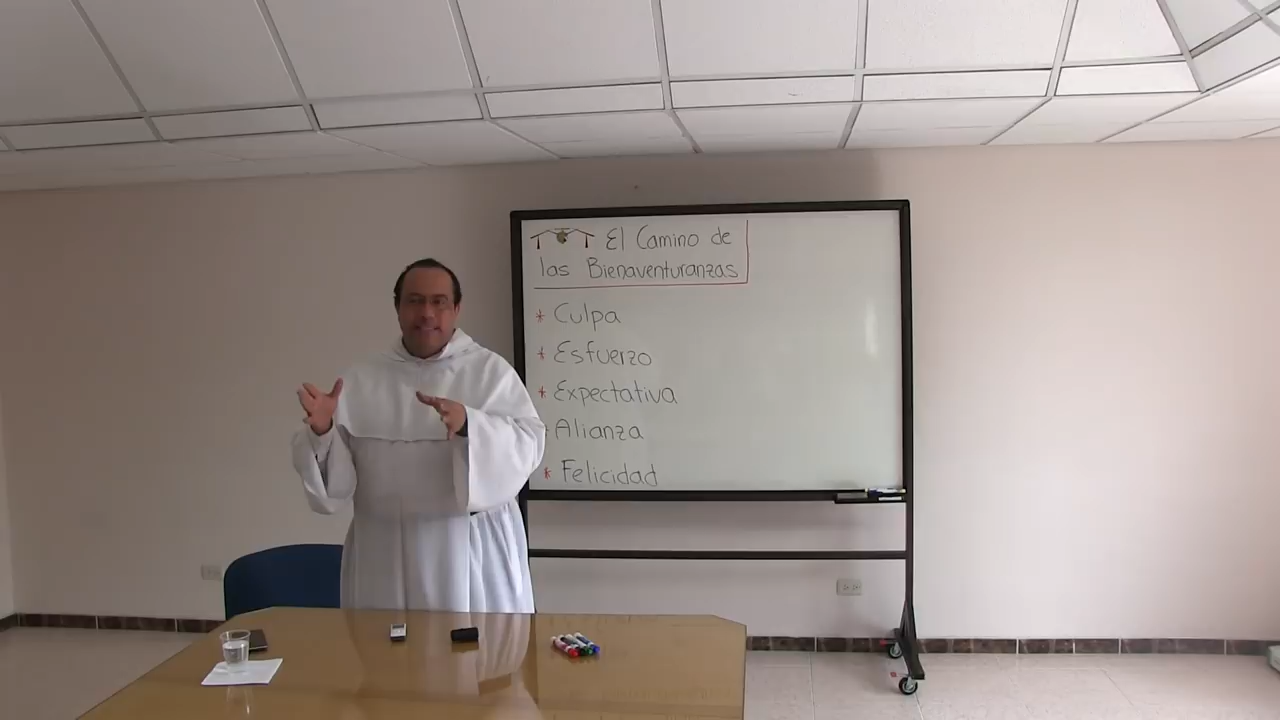 El Camino de
las Bienaventuranzas
* Culpa
* Esfuerzo
* Expectativa
* Alianza
* Felicidad